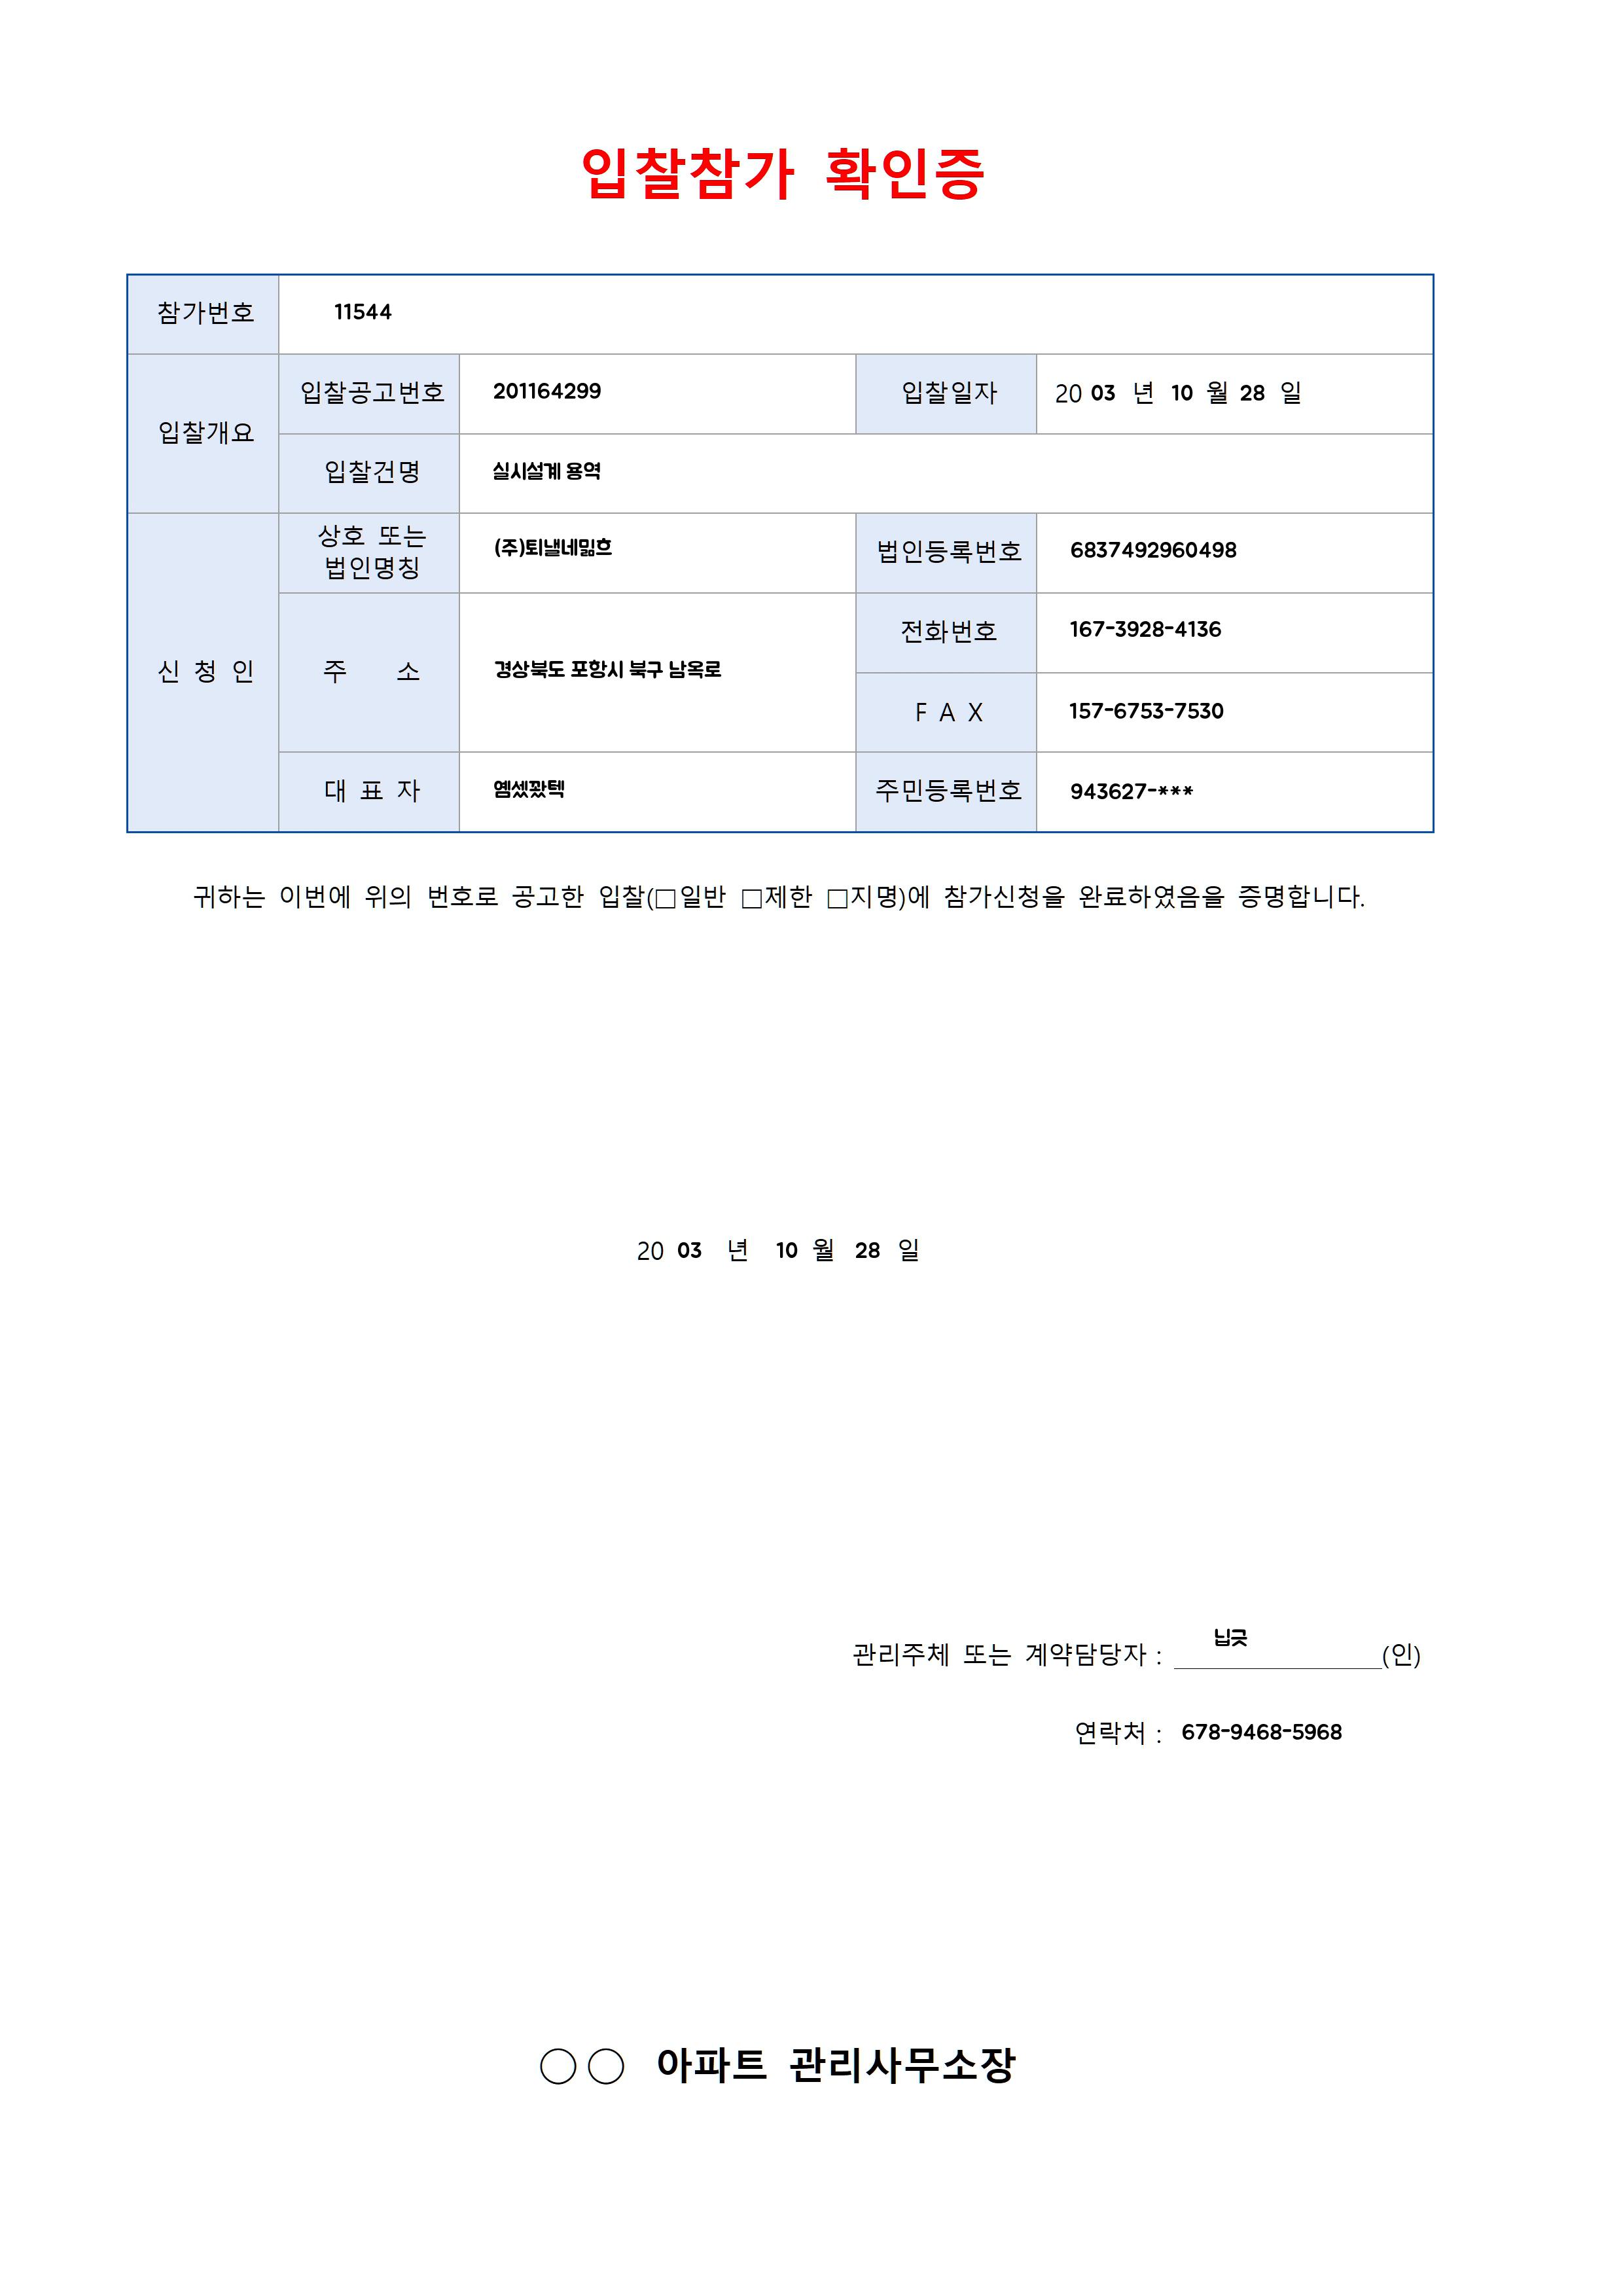 입찰참가 확인증
참가번호 11544
입찰개요 입찰공고번호 201164299 입찰일자 20 03 년 10 월 28 일
입찰건명 실시설계 용역
신 청 인 상호 또는 법인명칭 (주)퇴낼네밂흐 법인등록번호 6837492960498
주 소 경상북도 포항시 북구 남옥로 전화번호 167-3928-4136
F A X 157-6753-7530
대 표 자 염셌꽜텍 주민등록번호 943627-***
귀하는 이번에 위의 번호로 공고한 입찰(□일반 □제한 □지명)에 참가신청을 완료하였음을 증명합니다.
20 03 년 10 월 28 일
관리주체 또는 계약담당자 : 닙긋 (인)
연락처 : 678-9468-5968
○○ 아파트 관리사무소장